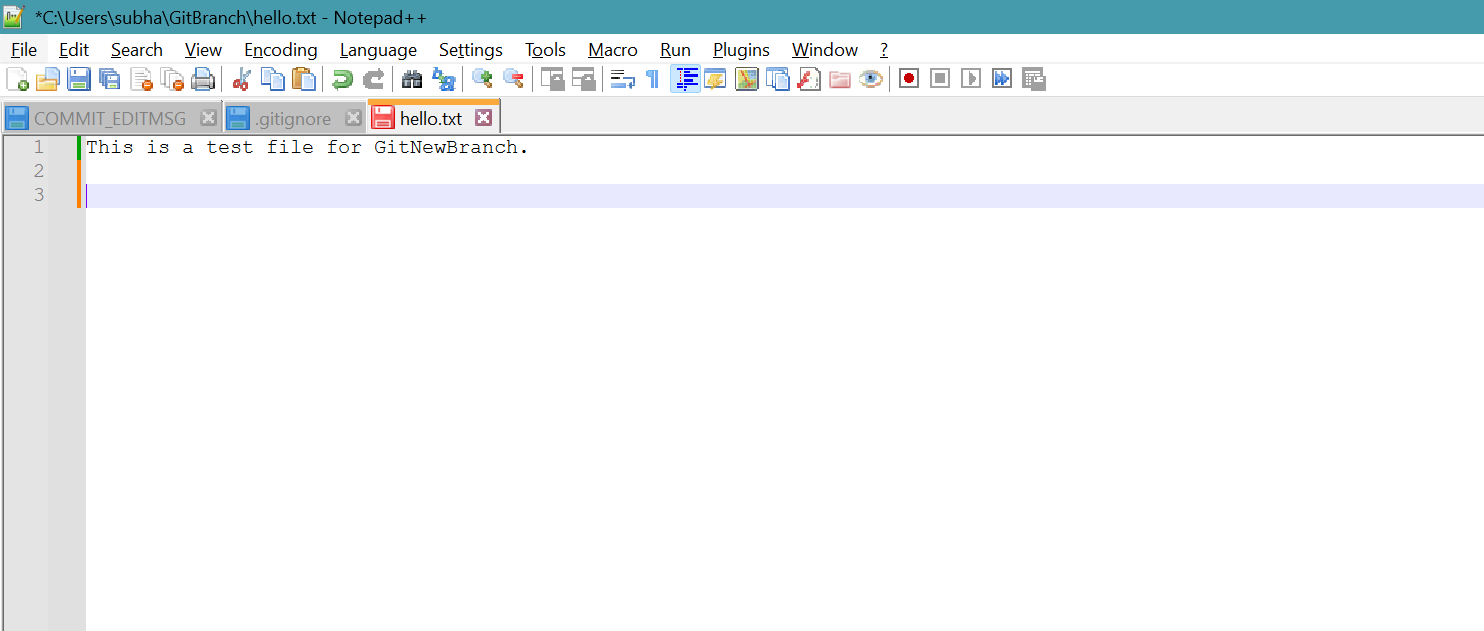 *C:\Users\subha\GitBranch\hello.txt - Notepad++
File Edit Search View Encoding Language Settings Tools Macro Run Plugins Window ?
COMMIT_EDITMSG .gitignore hello.txt
1 This is a test file for GitNewBranch.
2
3